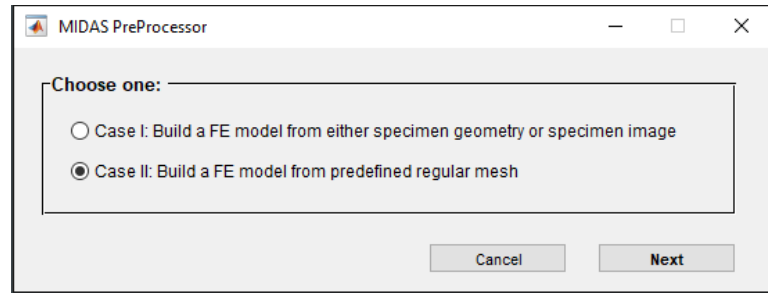 MIDAS PreProcessor
Choose one:
Case I: Build a FE model from either specimen geometry or specimen image
Case II: Build a FE model from predefined regular mesh
Cancel
Next